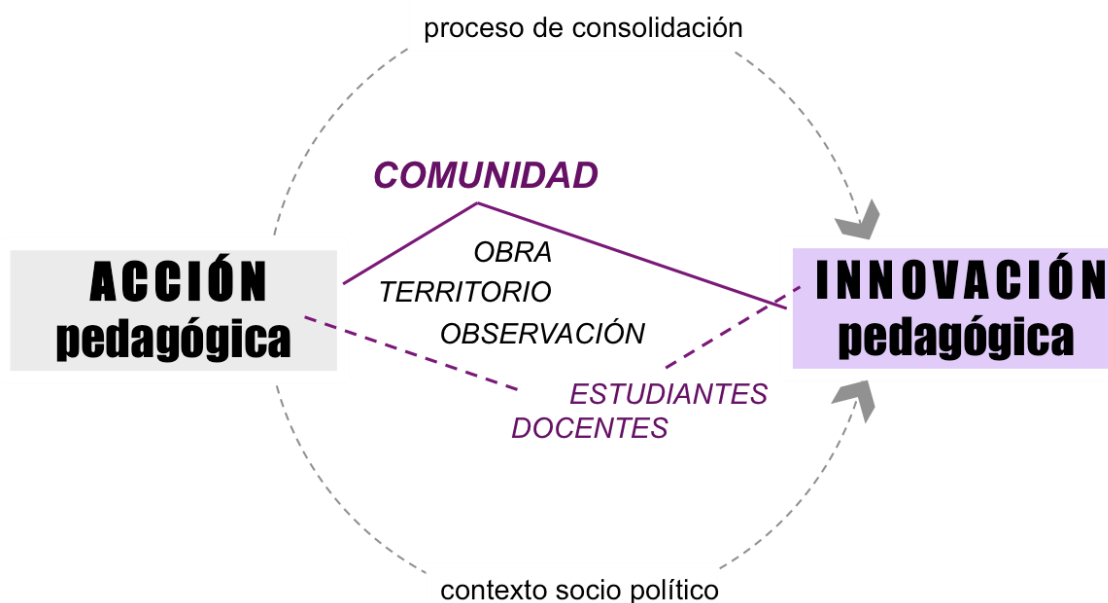 proceso de consolidación
COMUNIDAD
OBRA
TERRITORIO
OBSERVACIÓN
ACCIÓN
pedagógica
INNOVACIÓN
pedagógica
ESTUDIANTES
DOCENTES
contexto socio político